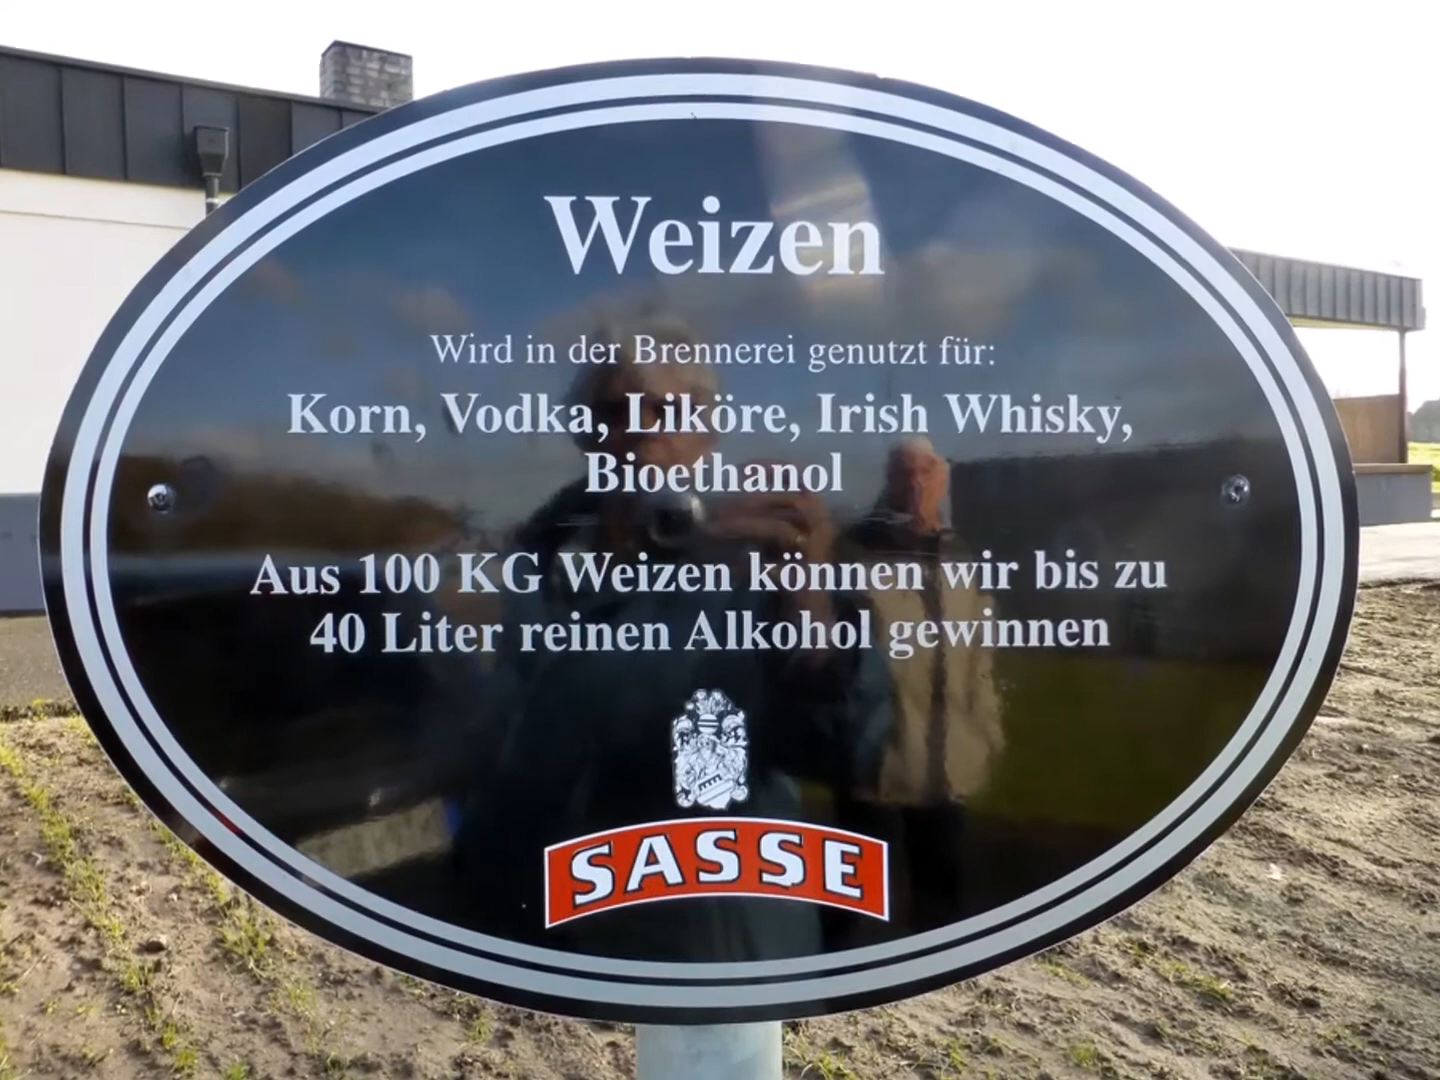 Weizen
Wird in der Brennerei genutzt für:
Korn, Vodka, Liköre, Irish Whisky,
Bioethanol
Aus 100 KG Weizen können wir bis zu
40 Liter reinen Alkohol gewinnen
SASSE